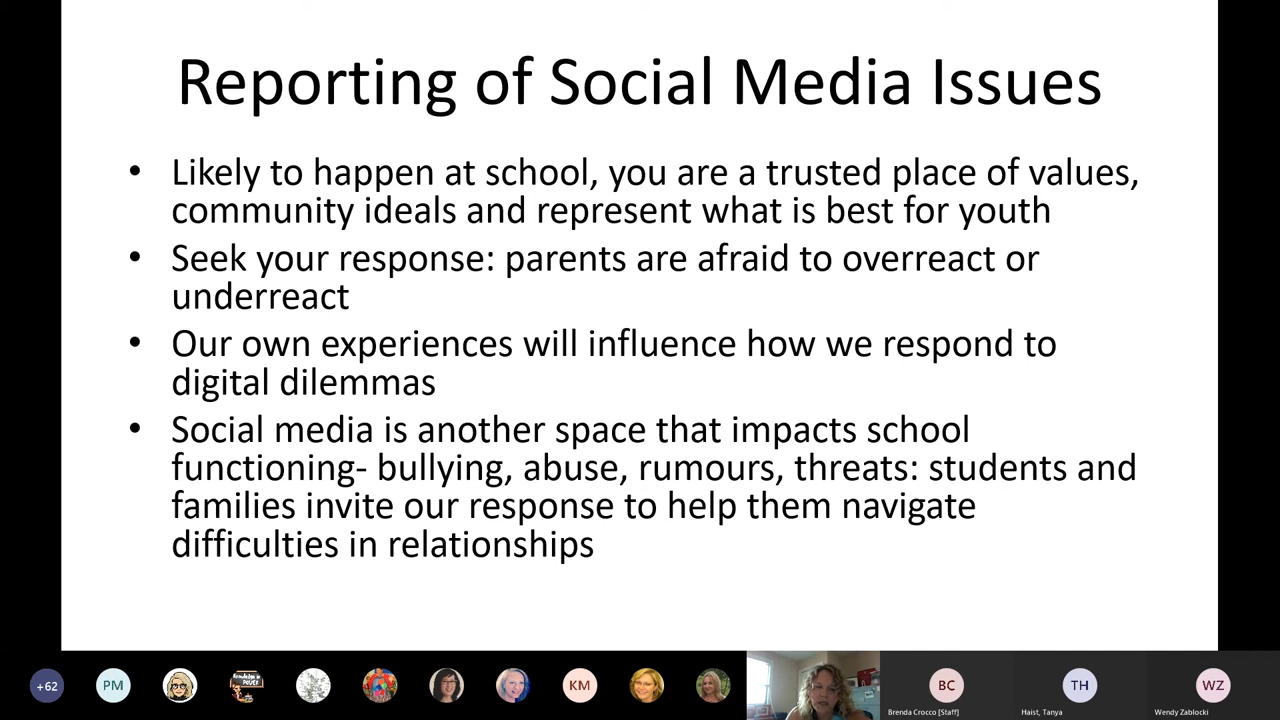 Reporting of Social Media Issues
• Likely to happen at school, you are a trusted place of values,
community ideals and represent what is best for youth
• Seek your response: parents are afraid to overreact or
underreact
• Our own experiences will influence how we respond to
digital dilemmas
• Social media is another space that impacts school
functioning- bullying, abuse, rumours, threats: students and
families invite our response to help them navigate
difficulties in relationships
+62
PM
Knowledge is
POWER
KM
BC
TH
WZ
Brenda Crocco [Staff]
Haist, Tanya
Wendy Zablocki